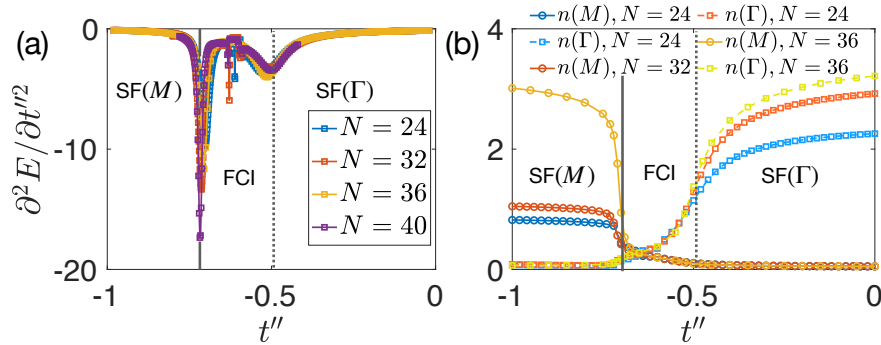 (a)
0
-10
-20
∂²E/∂t''²
SF(M)
SF(Γ)
FCI
N = 24
N = 32
N = 36
N = 40
-1
-0.5
0
t''
(b)
n(M), N = 24
n(Γ), N = 24
n(Γ), N = 24
n(M), N = 36
n(M), N = 32
n(Γ), N = 36
4
2
0
SF(M)
FCI
SF(Γ)
-1
-0.5
0
t''